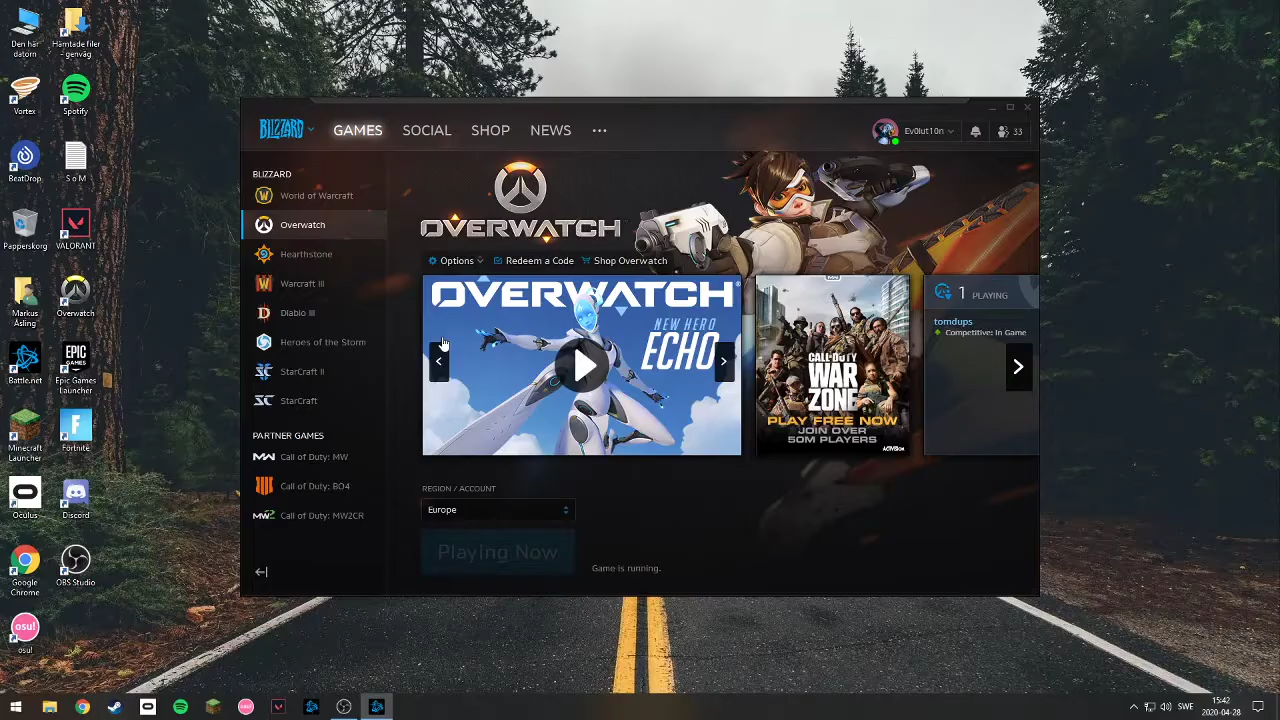 Den här
datorn
Hämtade filer
- genväg
Vortex
Spotify
BeatDrop
S o M
Papperskorg
VALORANT
Markus
Åsling
Overwatch
Battle.net
Epic Games
Launcher
EPIC
GAMES
Minecraft
Launcher
Fortnite
Oculus
Discord
Google
Chrome
OBS Studio
osu!
osu!
BLIZZARD
GAMES
SOCIAL
SHOP
NEWS
Ev0lut10n
33
BLIZZARD
World of Warcraft
Overwatch
Hearthstone
Warcraft III
Diablo III
Heroes of the Storm
StarCraft II
StarCraft
PARTNER GAMES
Call of Duty: MW
Call of Duty: BO4
Call of Duty: MW2CR
OVERWATCH
Options
Redeem a Code
Shop Overwatch
OVERWATCH
NEW HERO
ECHO
CALL OF DUTY
WAR
ZONE
PLAY FREE NOW
JOIN OVER
50M PLAYERS
ACTIVISION
1 PLAYING
tomdups
Competitive: In Game
REGION / ACCOUNT
Europe
Playing Now
Game is running.
SWE
15:42
2020-04-28